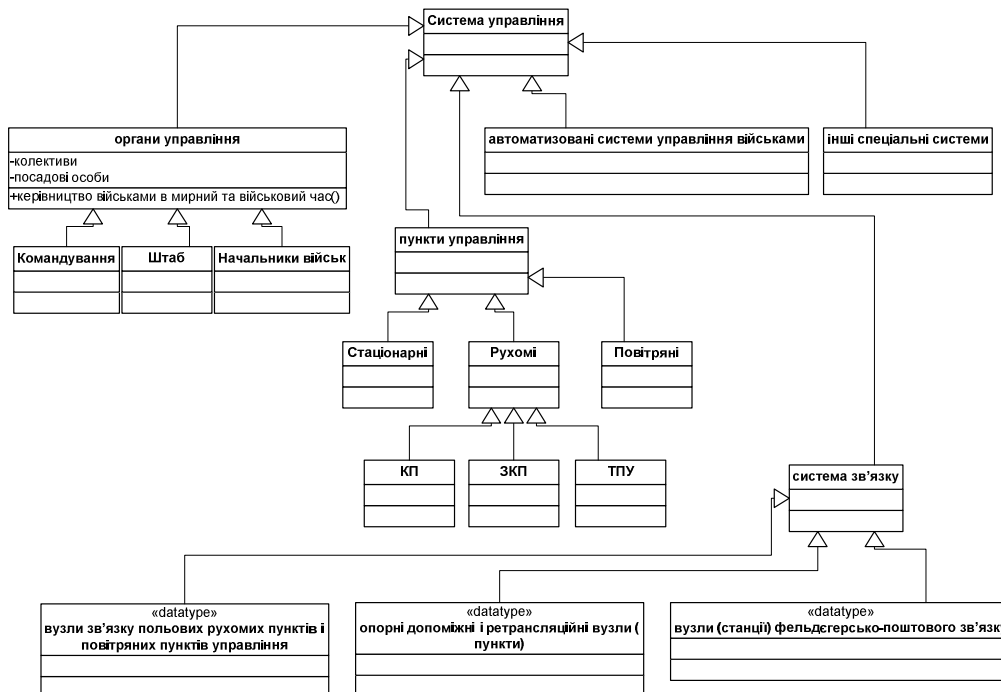 Система управління
органи управління
-колективи
-посадові особи
+керівництво військами в мирний та військовий час()
автоматизовані системи управління військами
інші спеціальні системи
Командування
Штаб
Начальники військ
пункти управління
Стаціонарні
Рухомі
Повітряні
КП
ЗКП
ТПУ
система зв’язку
«datatype»
вузли зв’язку польових рухомих пунктів і
повітряних пунктів управління
«datatype»
опорні допоміжні і ретрансляційні вузли (
пункти)
«datatype»
вузли (станції) фельдєгерсько-поштового зв’язку